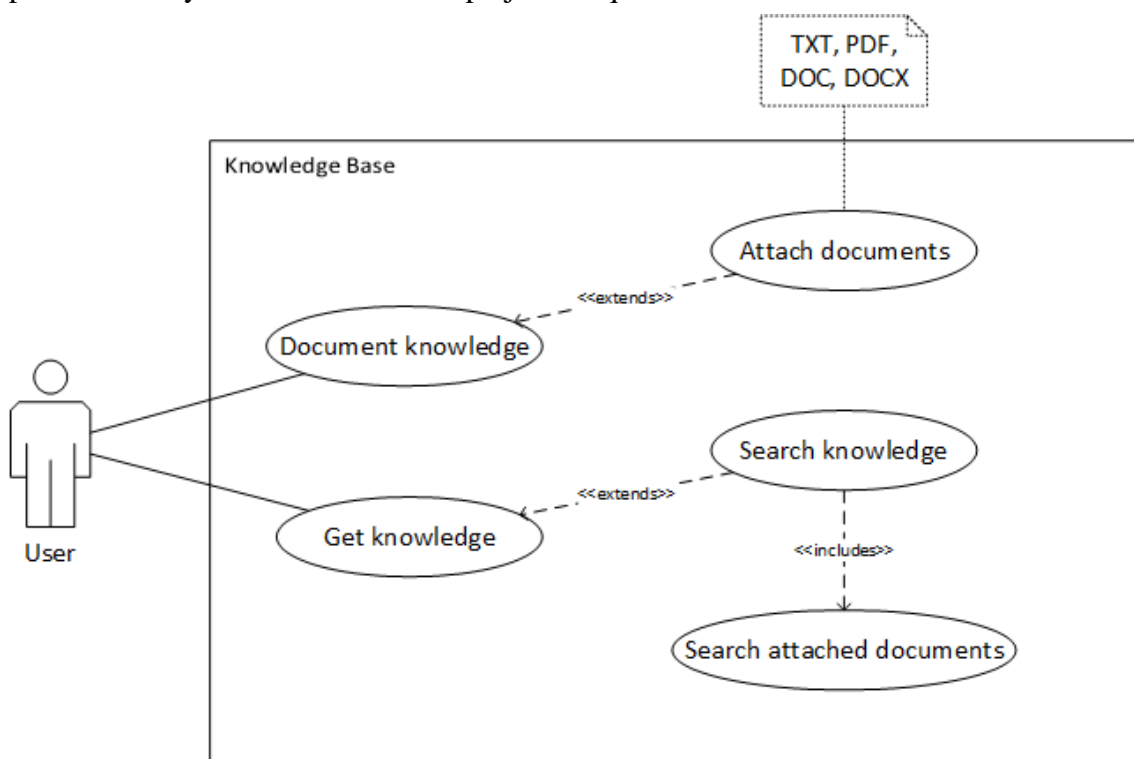 TXT, PDF,
DOC, DOCX
Knowledge Base
Attach documents
<<extends>>
Document knowledge
Search knowledge
<<extends>>
Get knowledge
User
<<includes>>
Search attached documents